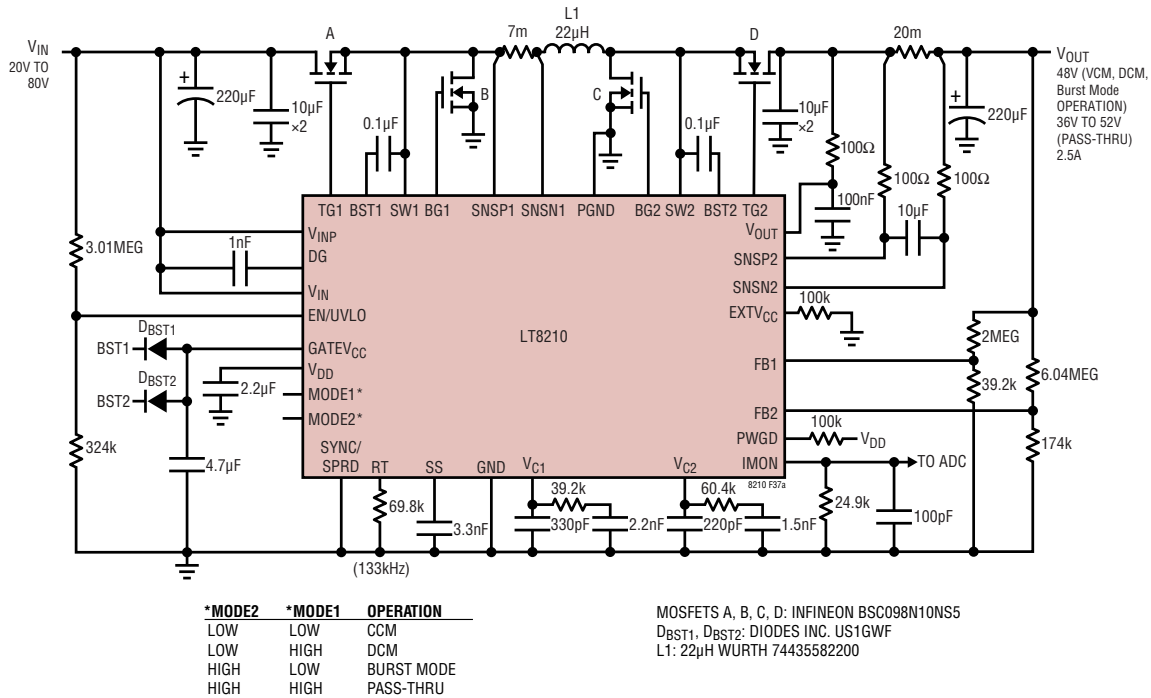 L1
22µH
A
7m
D
20m
VIN
20V TO
80V
VOUT
48V (VCM, DCM,
Burst Mode
OPERATION)
36V TO 52V
(PASS-THRU)
2.5A
+
220µF
10µF
×2
B
C
0.1µF
0.1µF
10µF
×2
+
220µF
100Ω
100Ω
100Ω
100nF
10µF
TG1 BST1 SW1 BG1 SNSP1 SNSN1 PGND BG2 SW2 BST2 TG2
3.01MEG
1nF
VINP
DG
VIN
EN/UVLO
GATEVCC
VDD
MODE1*
MODE2*
LT8210
VOUT
SNSP2
SNSN2
EXTVCC
100k
FB1
2MEG
39.2k
6.04MEG
FB2
PWGD
100k
VDD
174k
IMON
TO ADC
8210 F37a
DBST1
BST1
DBST2
BST2
2.2µF
324k
4.7µF
SYNC/
SPRD RT SS GND VC1 VC2
69.8k
39.2k
60.4k
24.9k
100pF
3.3nF
330pF
2.2nF
220pF
1.5nF
(133kHz)
*MODE2 *MODE1 OPERATION
LOW LOW CCM
LOW HIGH DCM
HIGH LOW BURST MODE
HIGH HIGH PASS-THRU
MOSFETS A, B, C, D: INFINEON BSC098N10NS5
DBST1, DBST2: DIODES INC. US1GWF
L1: 22µH WURTH 74435582200